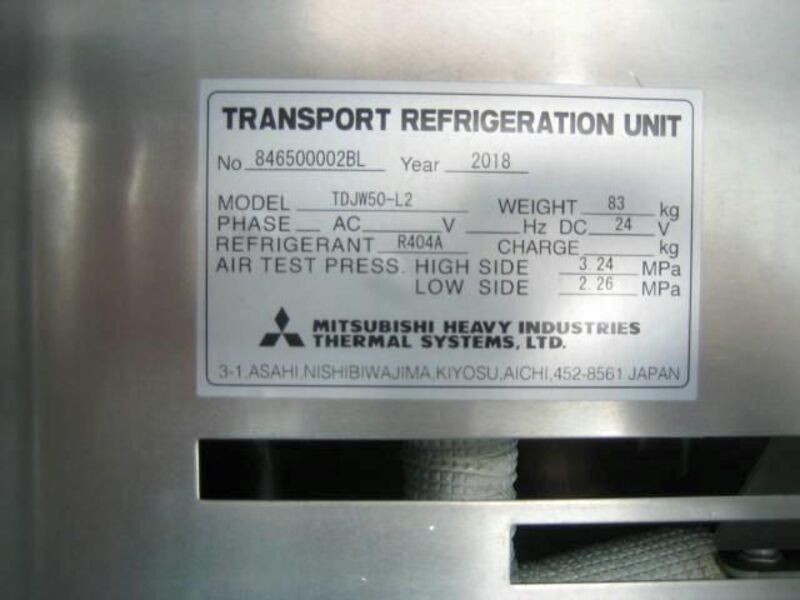 TRANSPORT REFRIGERATION UNIT
No 846500002BL Year 2018
MODEL TDJW50-L2 WEIGHT 83 kg
PHASE AC V Hz DC 24 V
REFRIGERANT R404A CHARGE kg
AIR TEST PRESS. HIGH SIDE 3.24 MPa
LOW SIDE 2.26 MPa
MITSUBISHI HEAVY INDUSTRIES
THERMAL SYSTEMS, LTD.
3-1,ASAHI,NISHIBIWAJIMA,KIYOSU,AICHI,452-8561 JAPAN